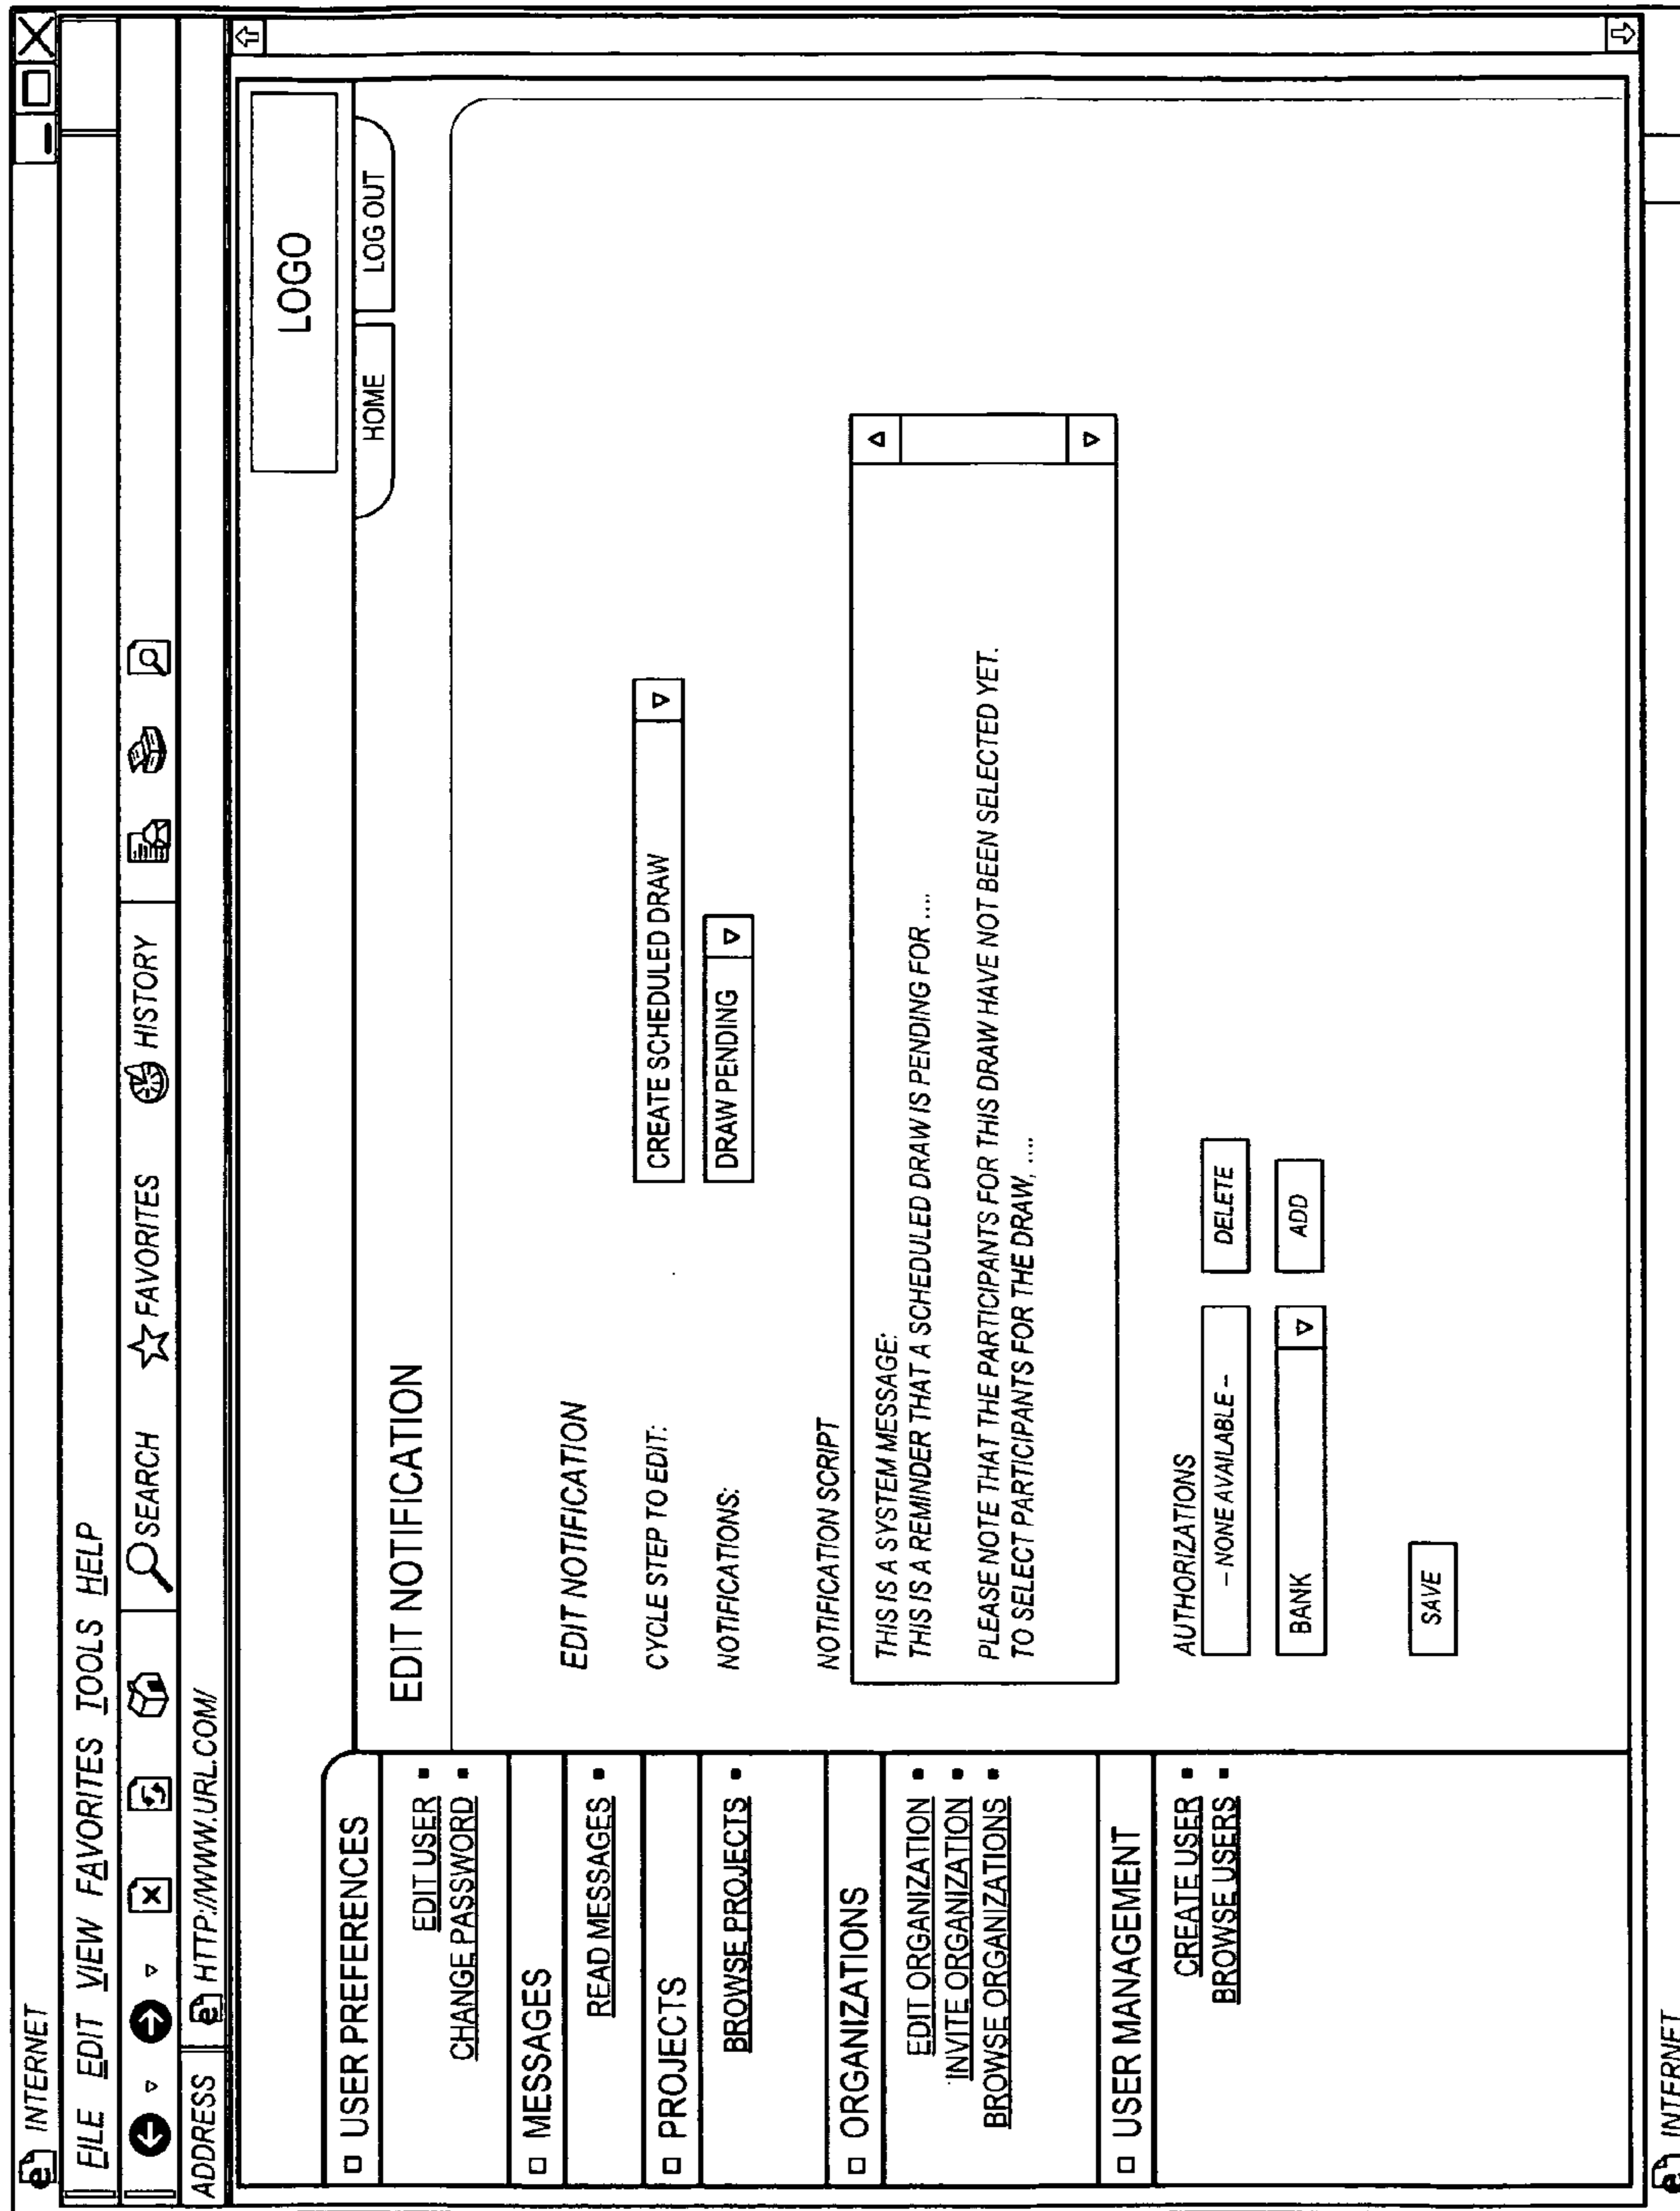 INTERNET
FILE EDIT VIEW FAVORITES TOOLS HELP
SEARCH FAVORITES HISTORY
ADDRESS HTTP://WWW.URL.COM/
LOGO
HOME LOG OUT
USER PREFERENCES
EDIT USER
CHANGE PASSWORD
MESSAGES
READ MESSAGES
PROJECTS
BROWSE PROJECTS
ORGANIZATIONS
EDIT ORGANIZATION
INVITE ORGANIZATION
BROWSE ORGANIZATIONS
USER MANAGEMENT
CREATE USER
BROWSE USERS
EDIT NOTIFICATION
EDIT NOTIFICATION
CYCLE STEP TO EDIT: CREATE SCHEDULED DRAW
NOTIFICATIONS: DRAW PENDING
NOTIFICATION SCRIPT
THIS IS A SYSTEM MESSAGE:
THIS IS A REMINDER THAT A SCHEDULED DRAW IS PENDING FOR ....
PLEASE NOTE THAT THE PARTICIPANTS FOR THIS DRAW HAVE NOT BEEN SELECTED YET.
TO SELECT PARTICIPANTS FOR THE DRAW, ....
AUTHORIZATIONS
– NONE AVAILABLE – DELETE
BANK ADD
SAVE
INTERNET